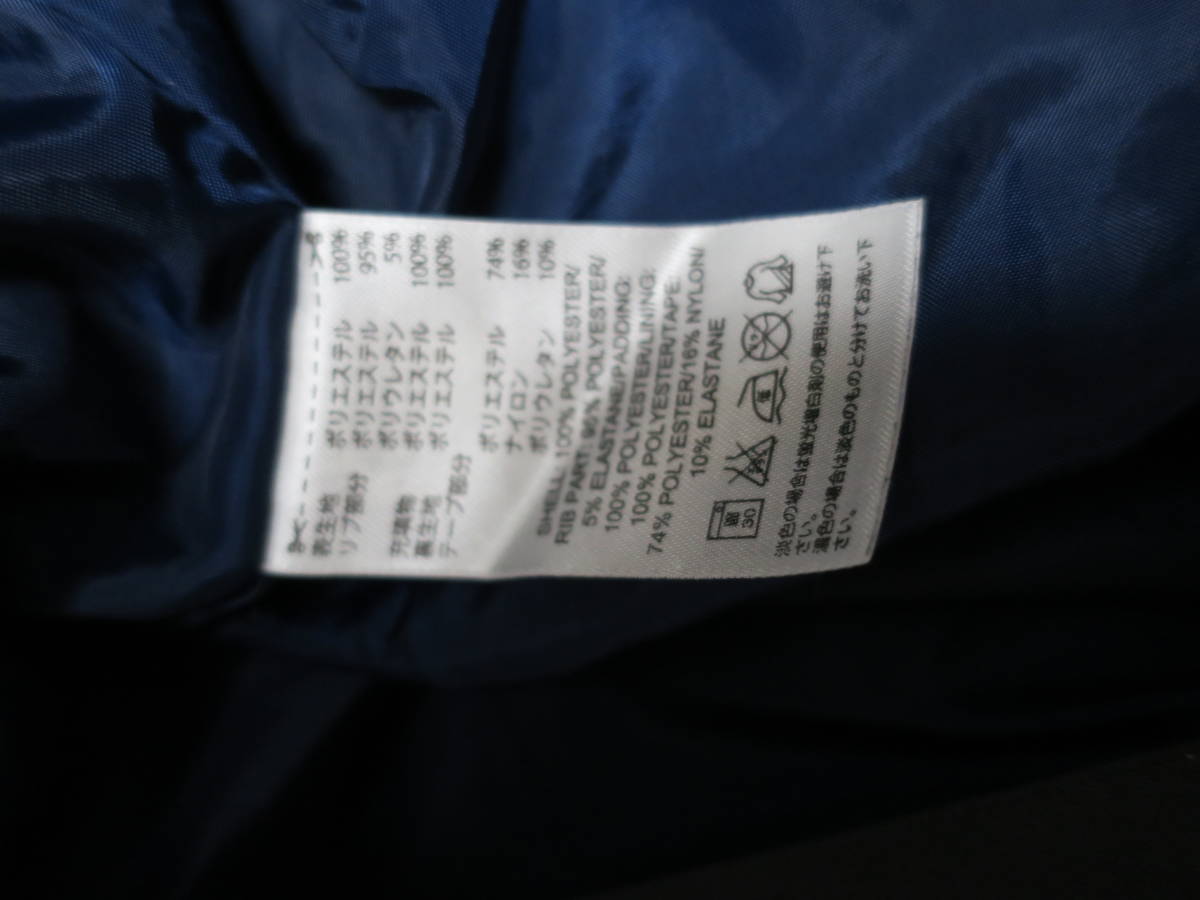 表生地 ポリエステル 100%
リブ部分 ポリエステル 95%
ポリウレタン 5%
充填物 ポリエステル 100%
裏生地 ポリエステル 100%
テープ部分
ポリエステル 74%
ナイロン 16%
ポリウレタン 10%
SHELL: 100% POLYESTER/
RIB PART: 95% POLYESTER/
5% ELASTANE/PADDING:
100% POLYESTER/LINING:
100% POLYESTER/TAPE:
74% POLYESTER/16% NYLON/
10% ELASTANE
30 低
淡色の場合は蛍光増白剤の使用はお避け下
さい。
濃色の場合は淡色のものと分けてお洗い下
さい。